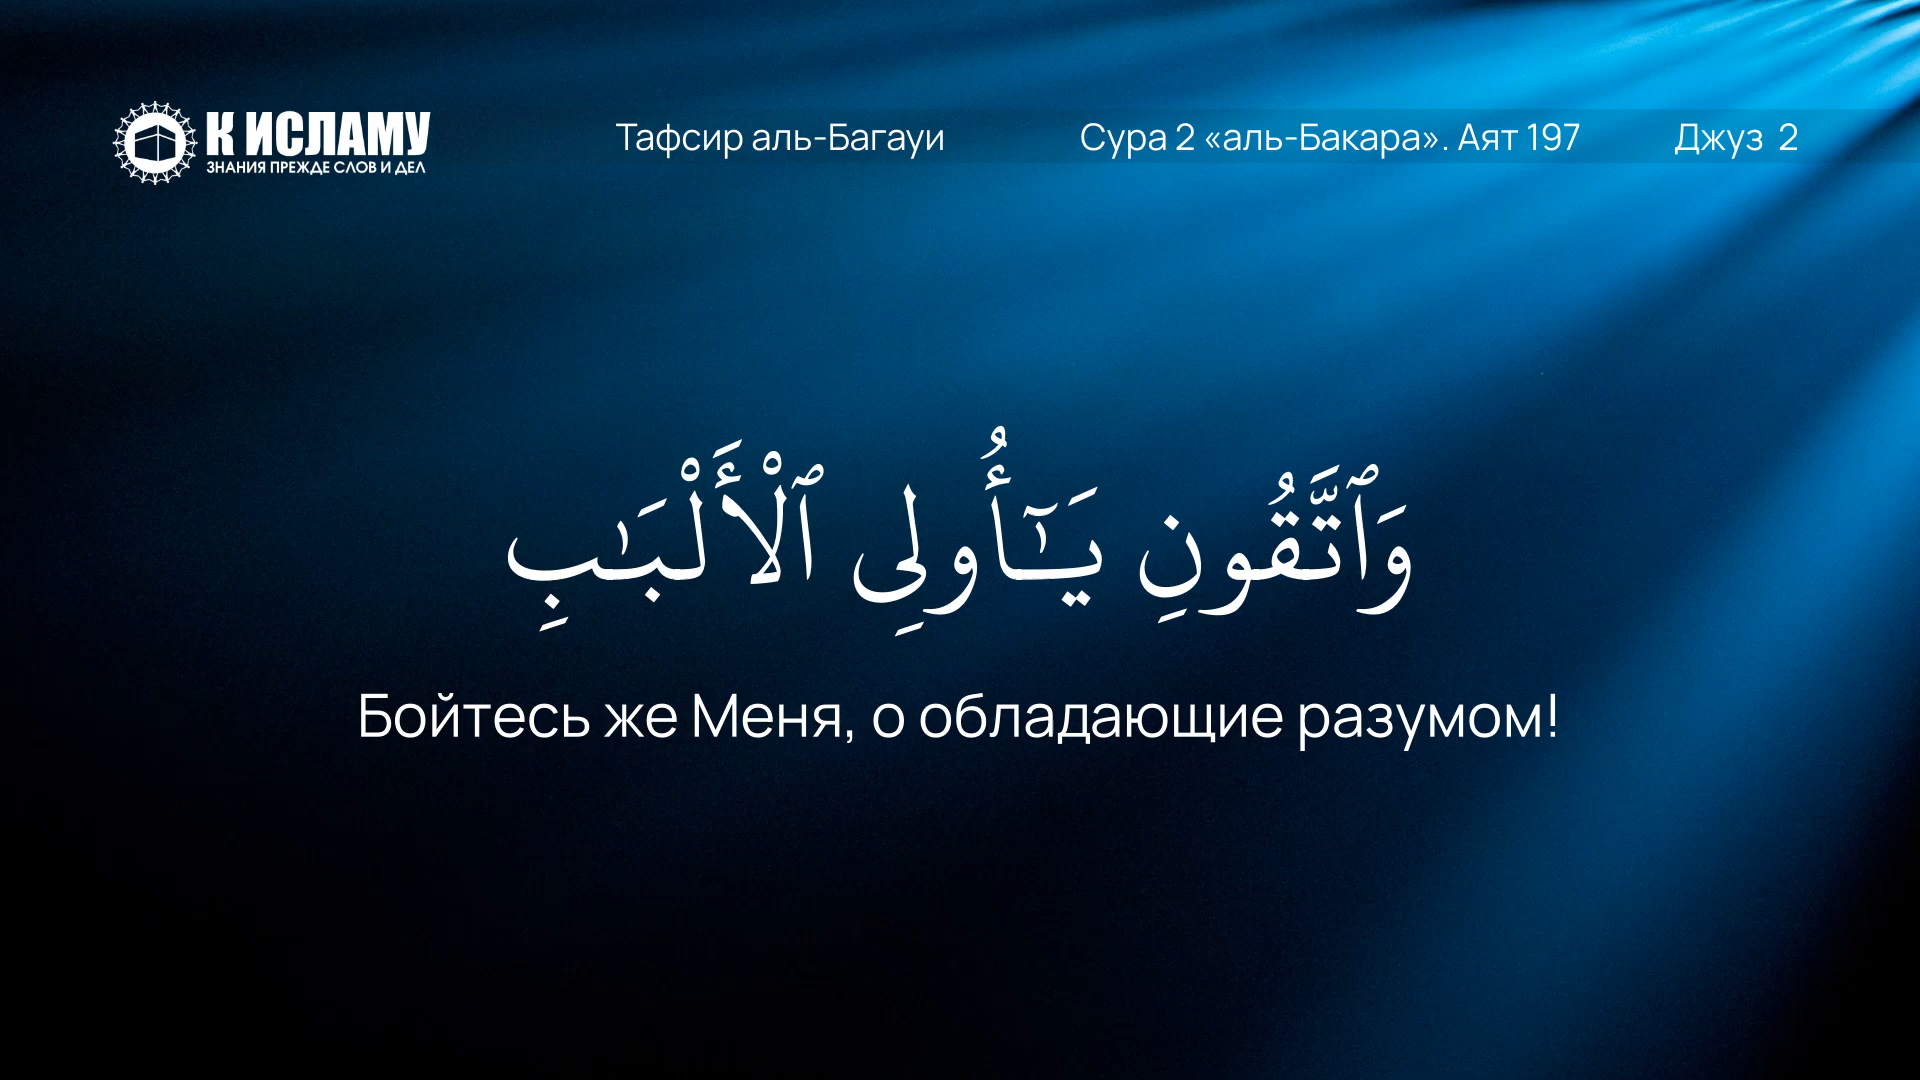 К ИСЛАМУ
ЗНАНИЯ ПРЕЖДЕ СЛОВ И ДЕЛ
Тафсир аль-Багауи
Сура 2 «аль-Бакара». Аят 197
Джуз 2
وَٱتَّقُونِ يَـٰٓأُولِى ٱلْأَلْبَـٰبِ
Бойтесь же Меня, о обладающие разумом!